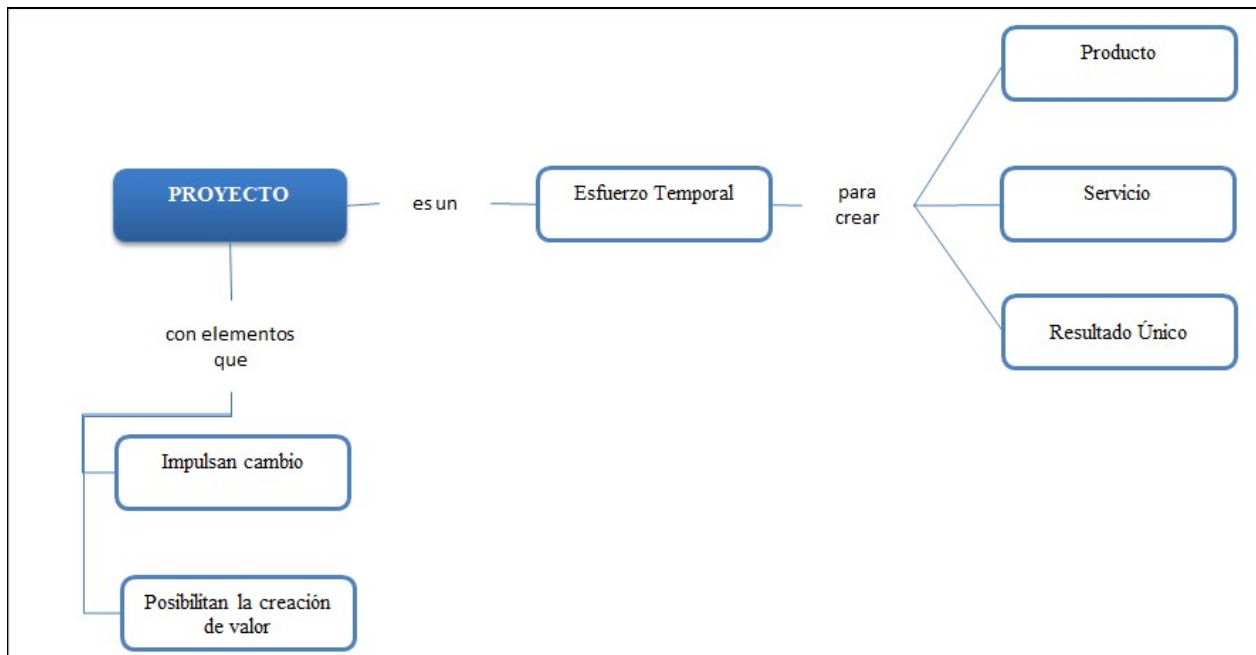 PROYECTO
es un
Esfuerzo Temporal
para
crear
Producto
Servicio
Resultado Único
con elementos
que
Impulsan cambio
Posibilitan la creación
de valor